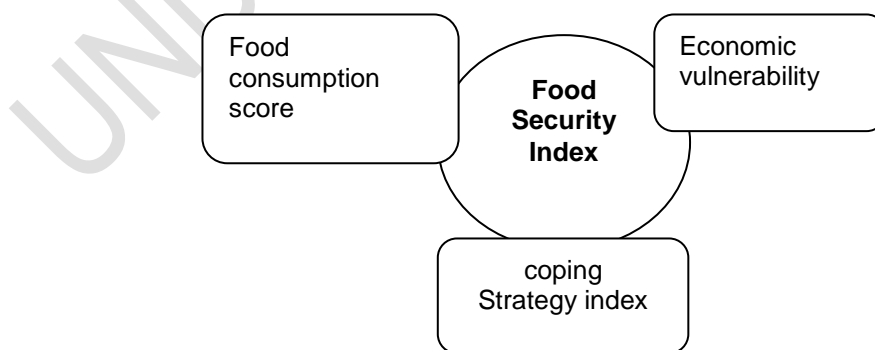 Food
consumption
score
Food
Security
Index
Economic
vulnerability
coping
Strategy index